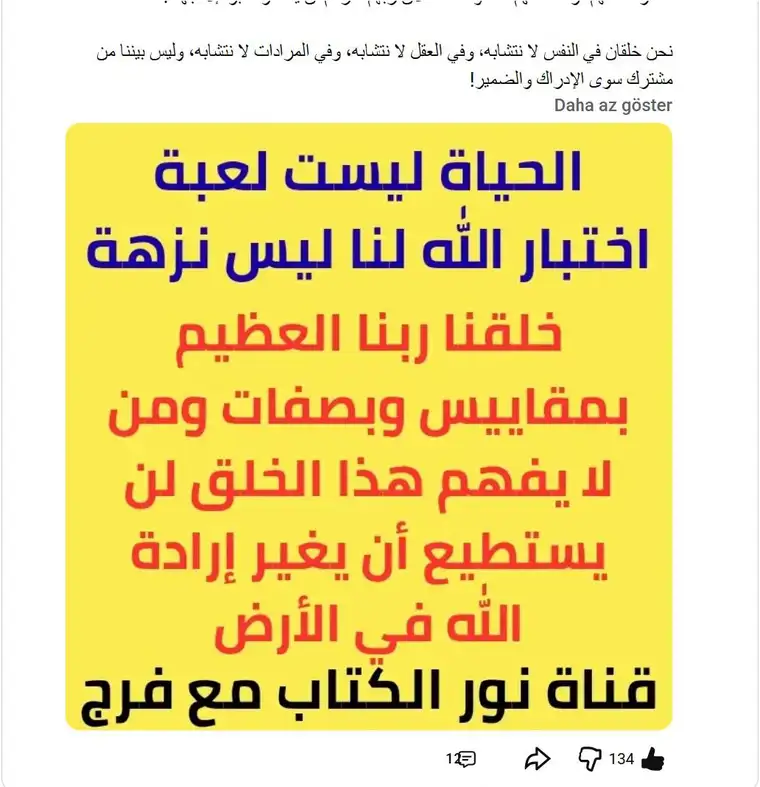 نحن خلقان في النفس لا نتشابه، وفي العقل لا نتشابه، وفي المرادات لا نتشابه، وليس بيننا من
مشترك سوى الإدراك والضمير!
Daha az göster
الحياة ليست لعبة
اختبار الله لنا ليس نزهة
خلقنا ربنا العظيم
بمقاييس وبصفات ومن
لا يفهم هذا الخلق لن
يستطيع أن يغير إرادة
الله في الأرض
قناة نور الكتاب مع فرج
134
12